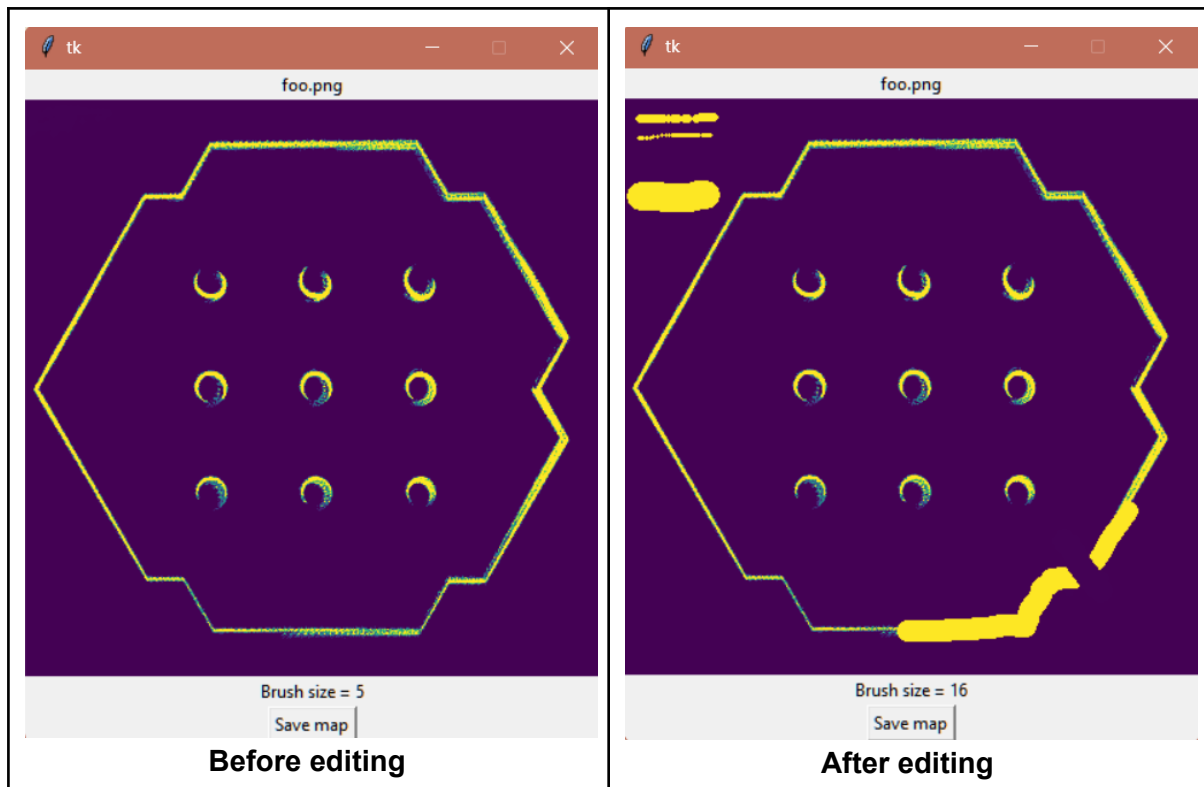 tk
foo.png
Brush size = 5
Save map
Before editing
tk
foo.png
Brush size = 16
Save map
After editing